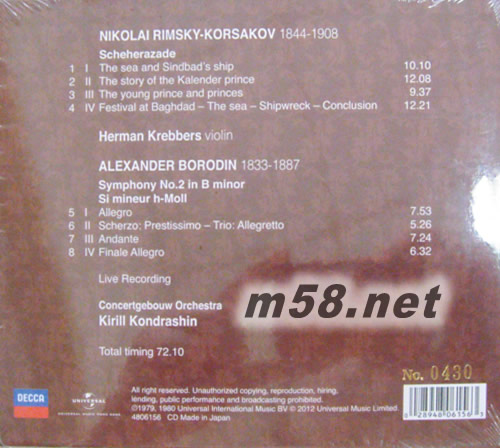 NIKOLAI RIMSKY-KORSAKOV 1844-1908
Scheherazade
1 I The sea and Sindbad's ship 10.10
2 II The story of the Kalender prince 12.08
3 III The young prince and princes 9.37
4 IV Festival at Baghdad – The sea – Shipwreck – Conclusion 12.21
Herman Krebbers violin
ALEXANDER BORODIN 1833-1887
Symphony No.2 in B minor
Si mineur h-Moll
5 I Allegro 7.53
6 II Scherzo: Prestissimo – Trio: Allegretto 5.26
7 III Andante 7.24
8 IV Finale Allegro 6.32
Live Recording
Concertgebouw Orchestra
Kirill Kondrashin
m58.net
Total timing 72.10
No. 0430
DECCA
UNIVERSAL
All right reserved. Unauthorized copying, reproduction, hiring,
lending, public performance and broadcasting prohibited.
℗1979, 1980 Universal International Music BV © 2012 Universal Music Limited.
4806156 CD Made in Japan
0 28948 06156 3